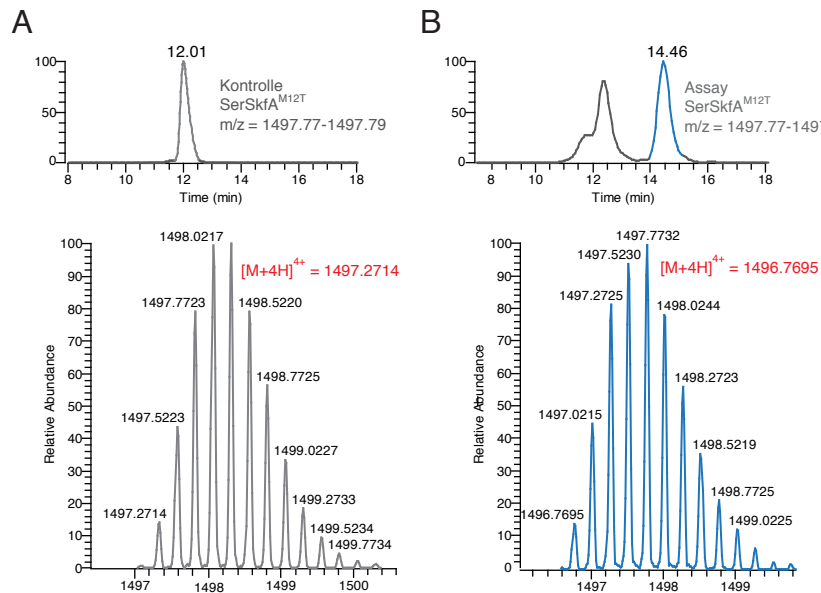 A
12.01
Kontrolle
SerSkfA^M12T
m/z = 1497.77-1497.79
100
50
0
8 10 12 14 16 18
Time (min)
1498.0217
[M+4H]^4+ = 1497.2714
1497.7723
1498.5220
1498.7725
1497.5223
1499.0227
1497.2714
1499.2733
1499.5234
1499.7734
Relative Abundance
100
90
80
70
60
50
40
30
20
10
0
1497 1498 1499 1500
B
14.46
Assay
SerSkfA^M12T
m/z = 1497.77-149
100
50
0
8 10 12 14 16 18
Time (min)
1497.7732
1497.5230
[M+4H]^4+ = 1496.7695
1497.2725
1498.0244
1498.2723
1497.0215
1498.5219
1498.7725
1496.7695
1499.0225
Relative Abundance
100
90
80
70
60
50
40
30
20
10
0
1497 1498 1499